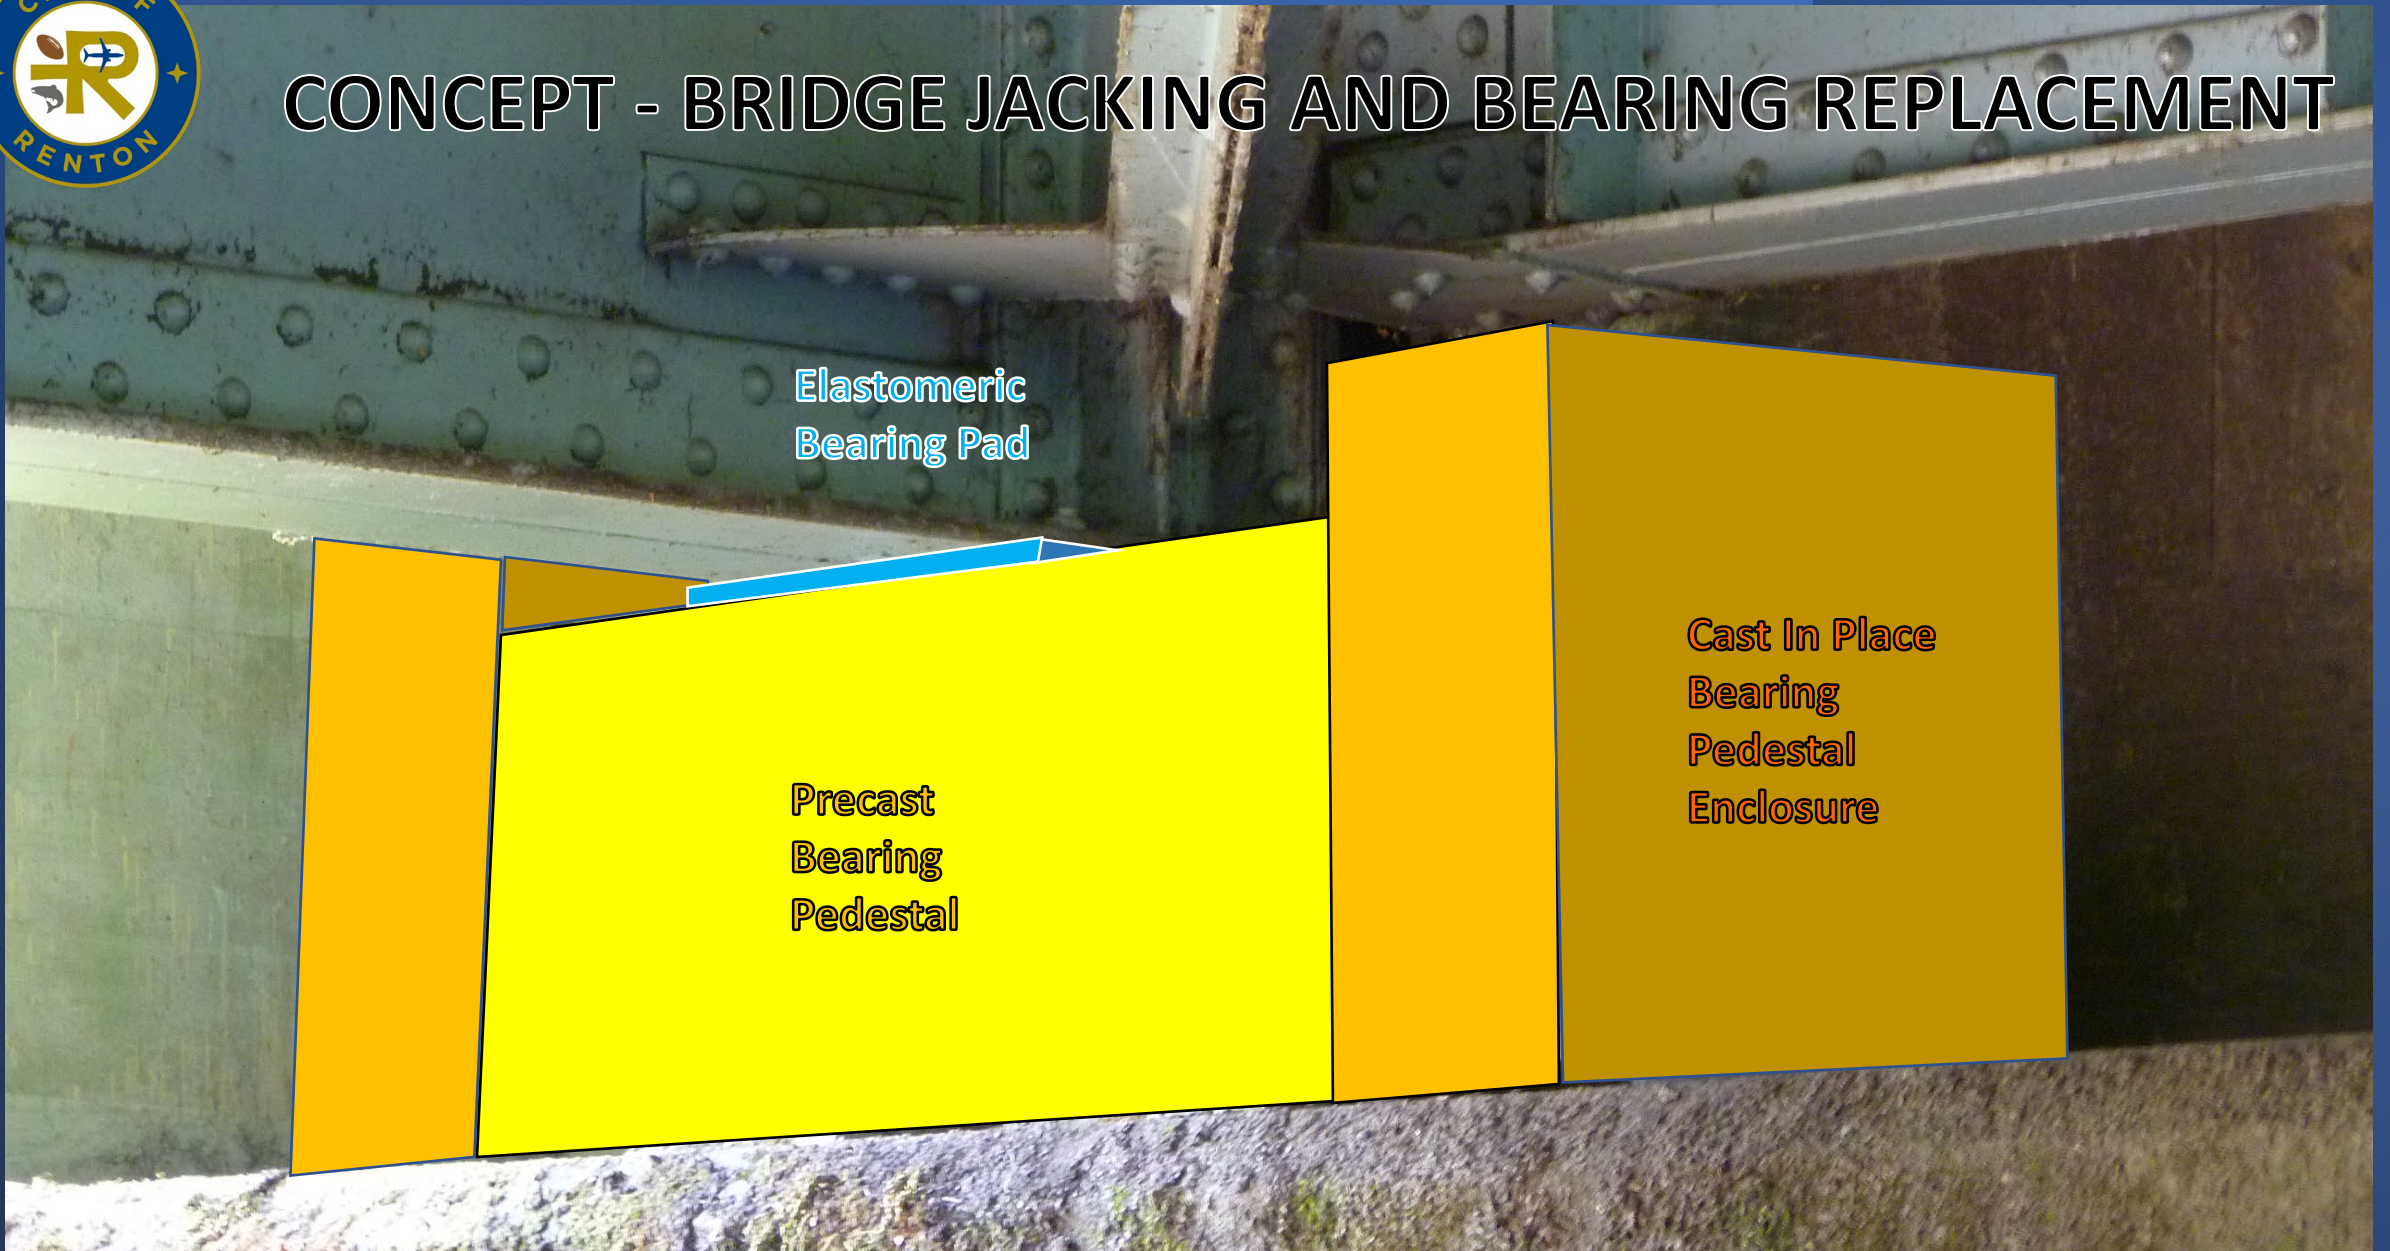 RENTON
CONCEPT - BRIDGE JACKING AND BEARING REPLACEMENT
Elastomeric
Bearing Pad
Precast
Bearing
Pedestal
Cast In Place
Bearing
Pedestal
Enclosure